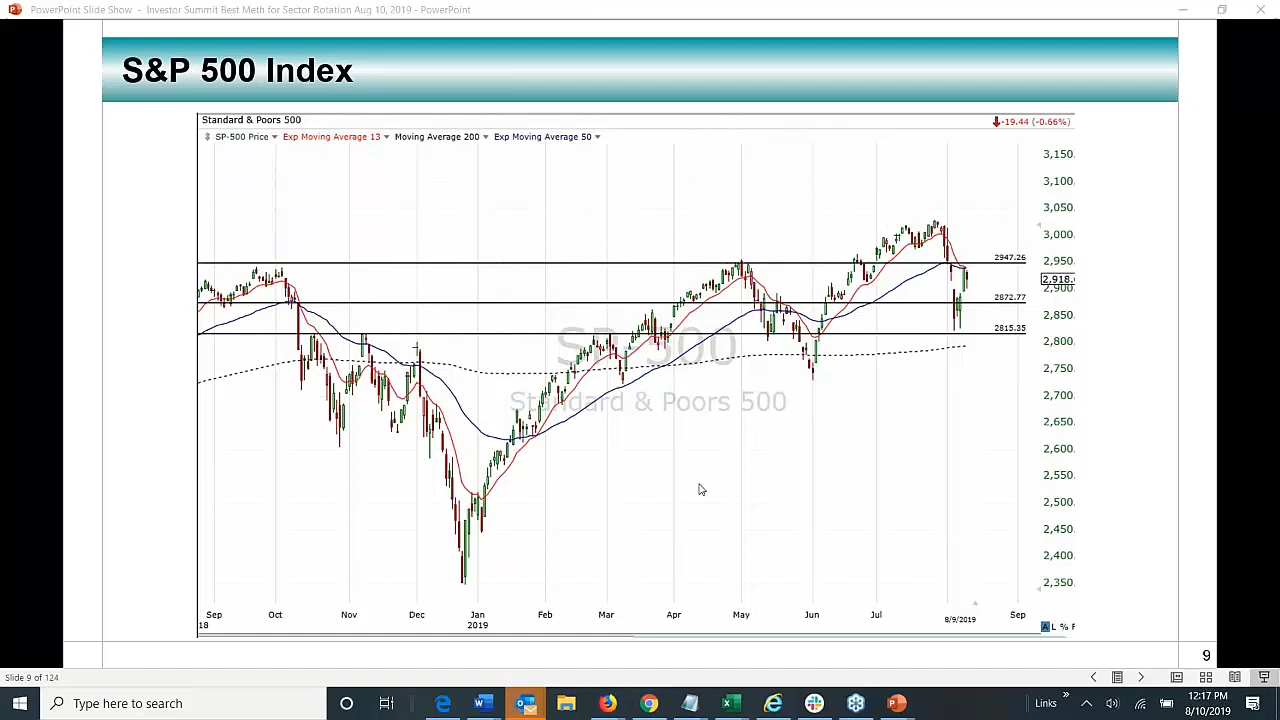 PowerPoint Slide Show - Investor Summit Best Meth for Sector Rotation Aug 10, 2019 - PowerPoint
S&P 500 Index
Standard & Poors 500
-19.44 (-0.66%)
SP-500 Price Exp Moving Average 13 Moving Average 200 Exp Moving Average 50
3,150.
3,100.
3,050.
3,000.
2947.26
2,950.
2,918.
2,900.
2872.77
2,850.
2815.35
2,800.
SP-500
2,750.
Standard & Poors 500
2,700.
2,650.
2,600.
2,550.
2,500.
2,450.
2,400.
2,350.
Sep Oct Nov Dec Jan Feb Mar Apr May Jun Jul 8/9/2019 Sep
18 2019
A L % F
9
Slide 9 of 124
Type here to search
Links
12:17 PM
8/10/2019